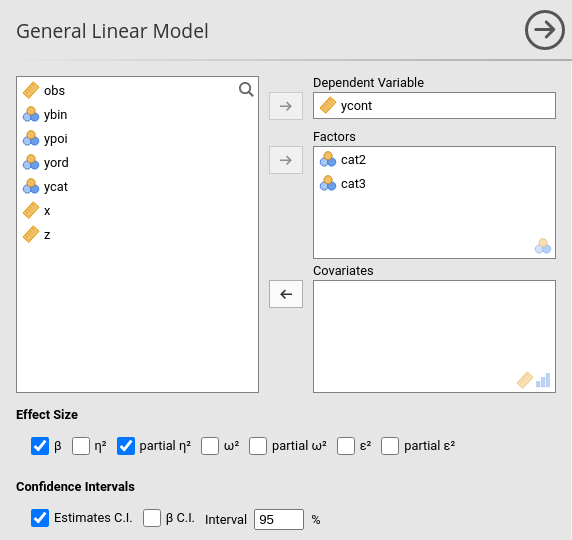 General Linear Model
obs
ybin
ypoi
yord
ycat
x
z
Dependent Variable
ycont
Factors
cat2
cat3
Covariates
Effect Size
β η² partial η² ω² partial ω² ε² partial ε²
Confidence Intervals
Estimates C.I. β C.I. Interval 95 %